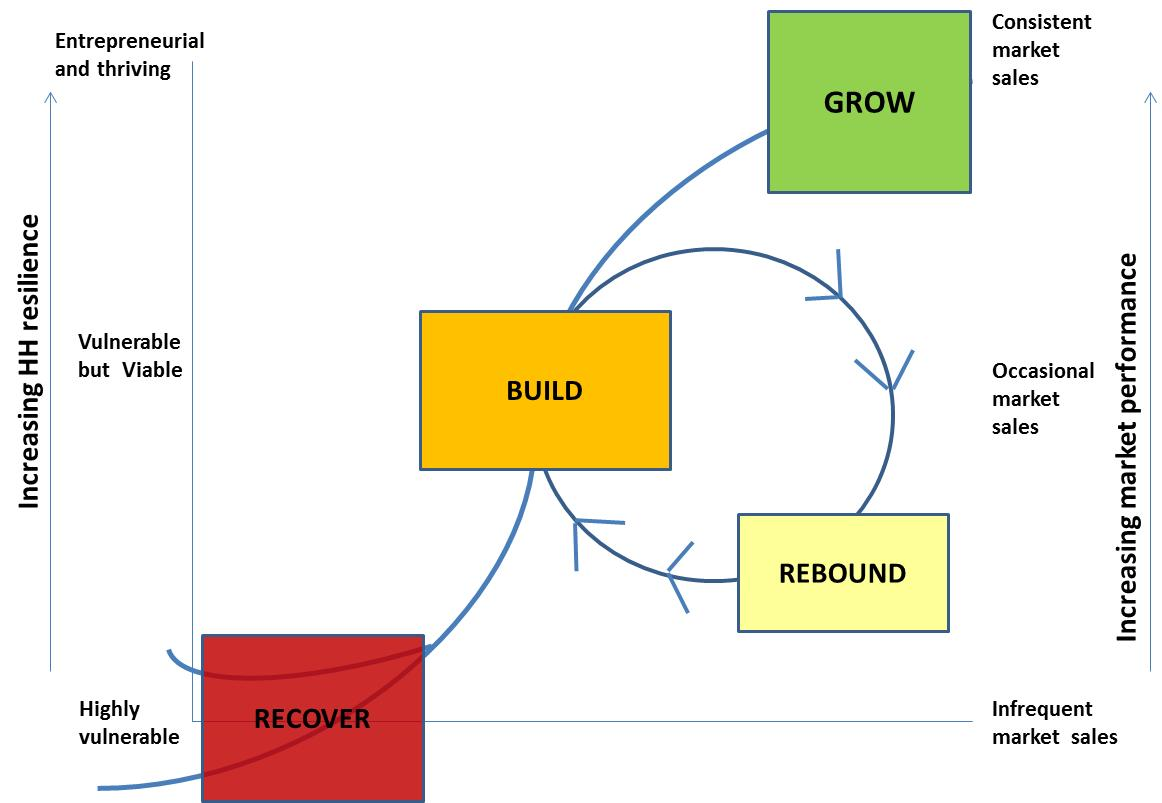 Entrepreneurial
and thriving
Consistent
market
sales
GROW
Increasing HH resilience
Vulnerable
but Viable
BUILD
Occasional
market
sales
Increasing market performance
REBOUND
Highly
vulnerable
RECOVER
Infrequent
market sales